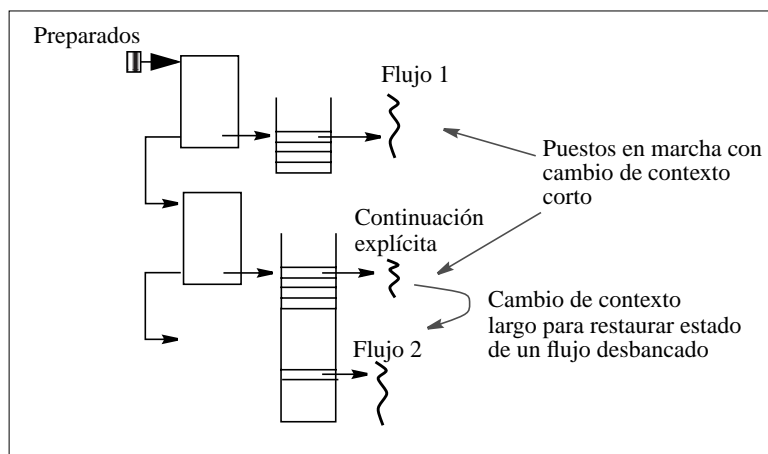 Preparados
Flujo 1
Puestos en marcha con
cambio de contexto
corto
Continuación
explícita
Cambio de contexto
largo para restaurar estado
de un flujo desbancado
Flujo 2